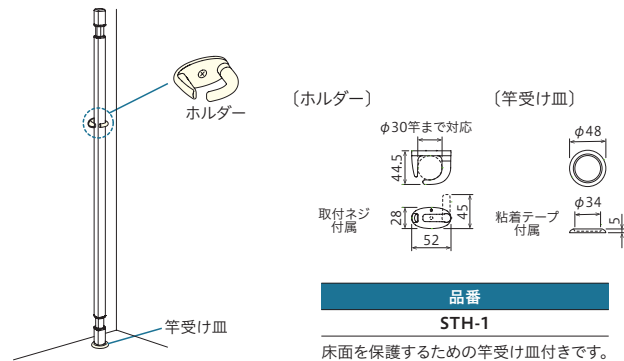 ホルダー
竿受け皿
〔ホルダー〕
φ30竿まで対応
44.5
取付ネジ
付属
28
45
52
〔竿受け皿〕
φ48
粘着テープ
付属
φ34
5
品番
STH-1
床面を保護するための竿受け皿付きです。